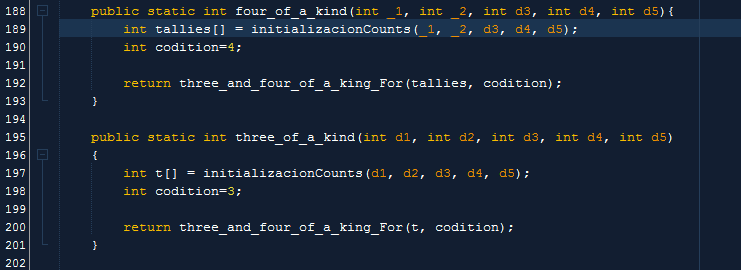 188 public static int four_of_a_kind(int _1, int _2, int d3, int d4, int d5){
189 int tallies[] = initializacionCounts(_1, _2, d3, d4, d5);
190 int codition=4;
191
192 return three_and_four_of_a_king_For(tallies, codition);
193 }
194
195 public static int three_of_a_kind(int d1, int d2, int d3, int d4, int d5)
196 {
197 int t[] = initializacionCounts(d1, d2, d3, d4, d5);
198 int codition=3;
199
200 return three_and_four_of_a_king_For(t, codition);
201 }
202